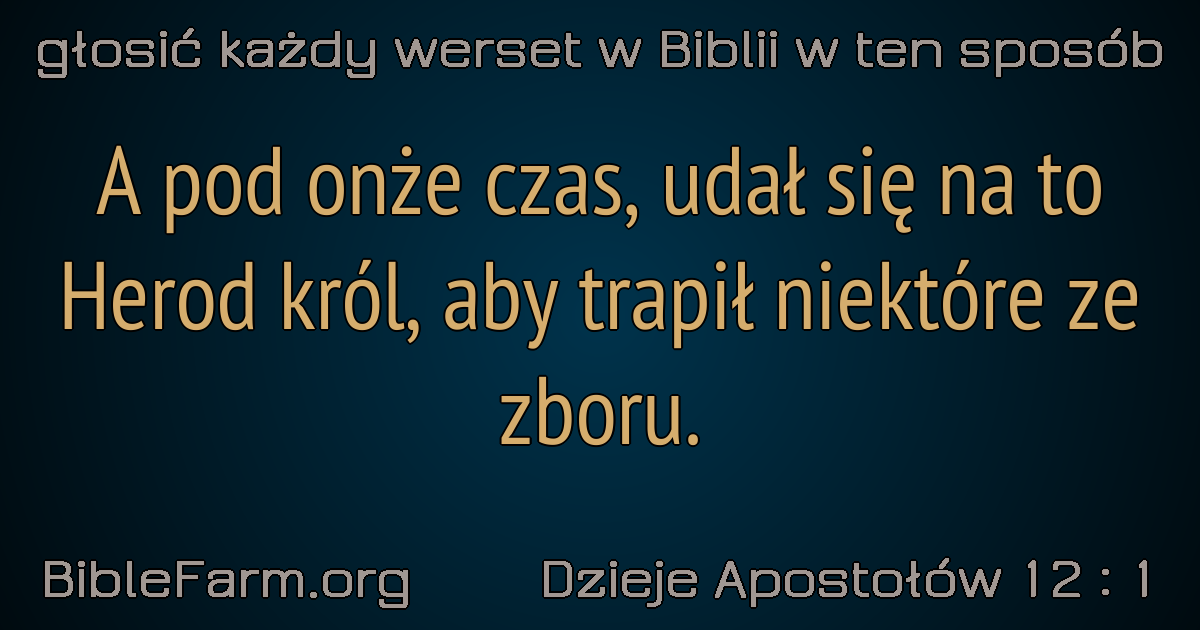 głosić każdy werset w Biblii w ten sposób
A pod onże czas, udał się na to
Herod król, aby trapił niektóre ze
zboru.
BibleFarm.org
Dzieje Apostołów 12 : 1